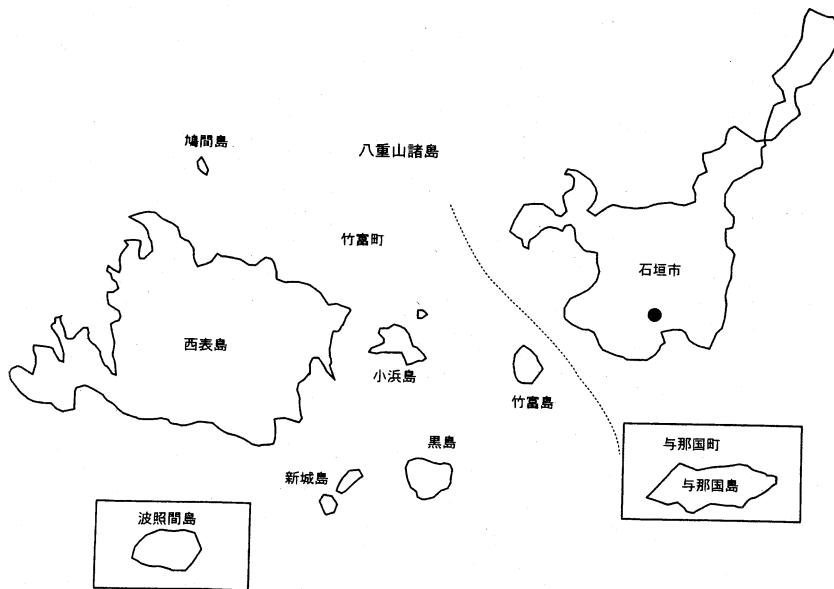 鳩間島
八重山諸島
竹富町
石垣市
西表島
小浜島
竹富島
黒島
新城島
与那国町
与那国島
波照間島